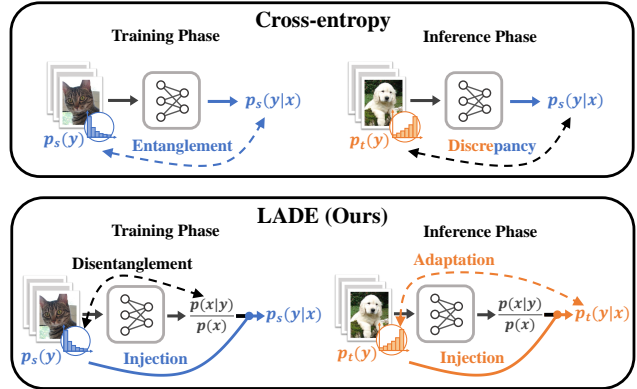 Cross-entropy
Training Phase
Inference Phase
p_s(y|x)
p_s(y|x)
p_s(y)
Entanglement
p_t(y)
Discrepancy
LADE (Ours)
Training Phase
Inference Phase
Disentanglement
Adaptation
p(x|y)
p(x)
p_s(y|x)
p(x|y)
p(x)
p_t(y|x)
p_s(y)
Injection
p_t(y)
Injection